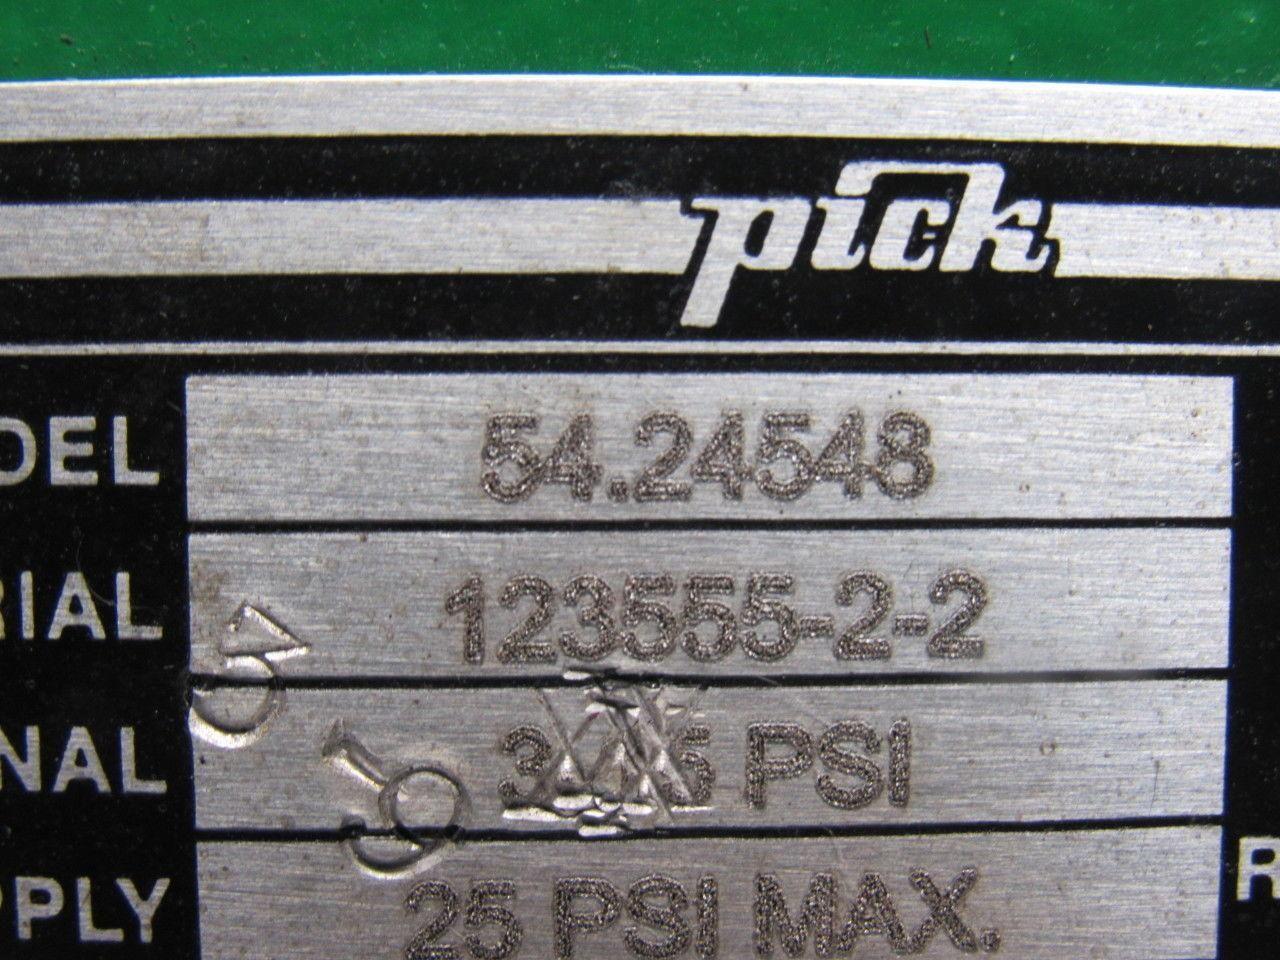 pick
DEL 54.24548
RIAL 123555-2-2
NAL PSI
PPLY 25 PSI MAX.
R